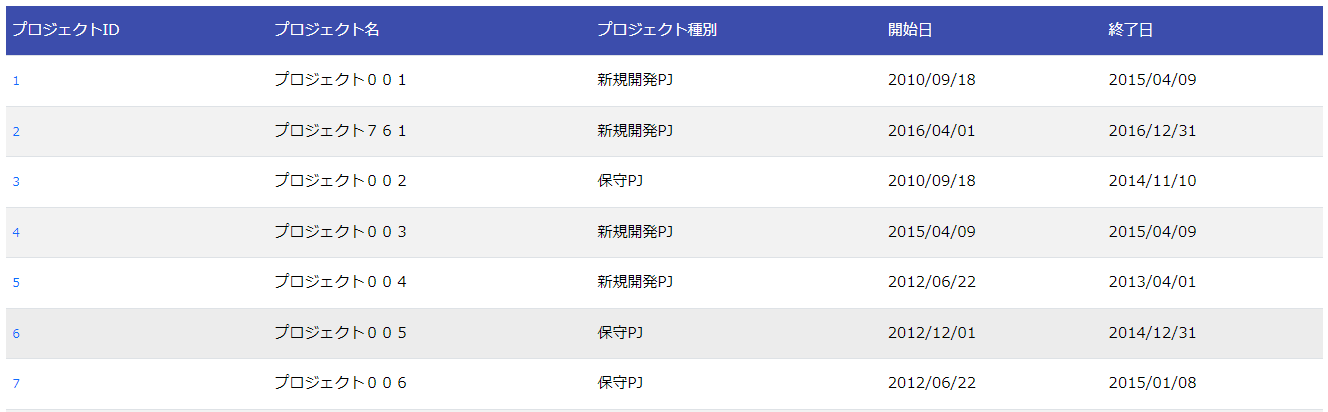 プロジェクトID プロジェクト名 プロジェクト種別 開始日 終了日
1 プロジェクト００１ 新規開発PJ 2010/09/18 2015/04/09
2 プロジェクト７６１ 新規開発PJ 2016/04/01 2016/12/31
3 プロジェクト００２ 保守PJ 2010/09/18 2014/11/10
4 プロジェクト００３ 新規開発PJ 2015/04/09 2015/04/09
5 プロジェクト００４ 新規開発PJ 2012/06/22 2013/04/01
6 プロジェクト００５ 保守PJ 2012/12/01 2014/12/31
7 プロジェクト００６ 保守PJ 2012/06/22 2015/01/08